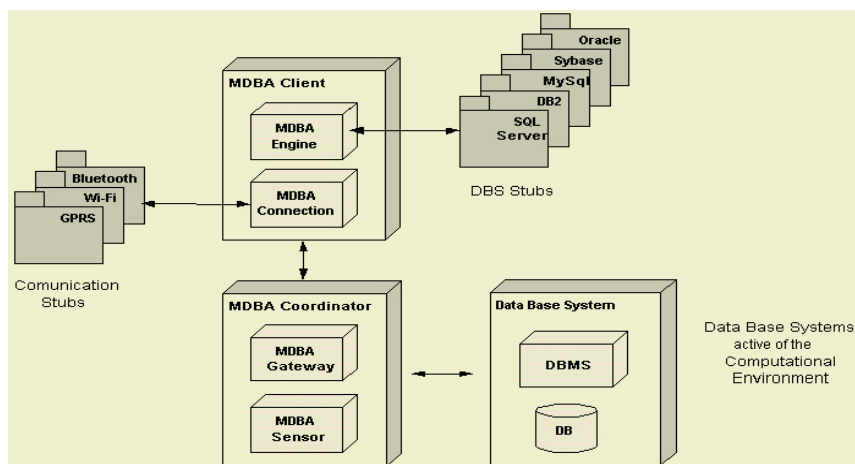 Oracle
Sybase
MySql
DB2
SQL
Server
DBS Stubs
MDBA Client
MDBA
Engine
MDBA
Connection
Bluetooth
Wi-Fi
GPRS
Comunication
Stubs
MDBA Coordinator
MDBA
Gateway
MDBA
Sensor
Data Base System
DBMS
DB
Data Base Systems
active of the
Computational
Environment